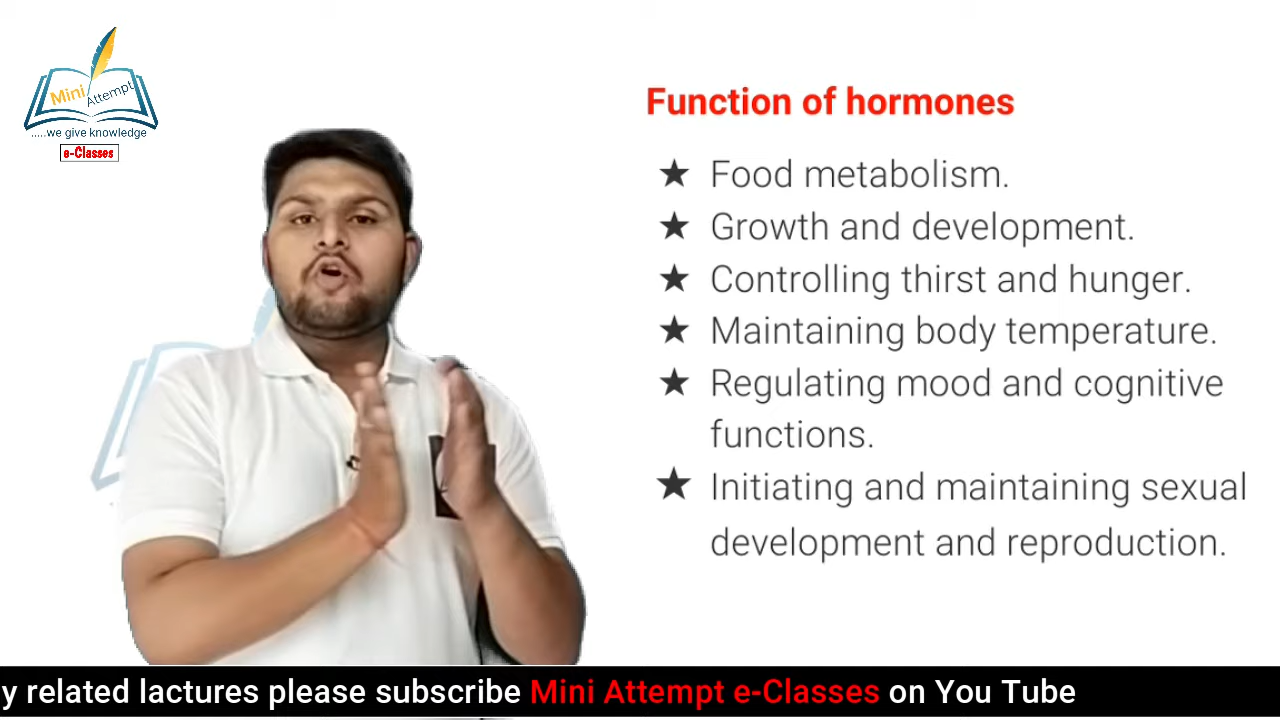 Mini Attempt
.....we give knowledge
e-Classes
Function of hormones
★ Food metabolism.
★ Growth and development.
★ Controlling thirst and hunger.
★ Maintaining body temperature.
★ Regulating mood and cognitive
functions.
★ Initiating and maintaining sexual
development and reproduction.
y related lactures please subscribe Mini Attempt e-Classes on You Tube